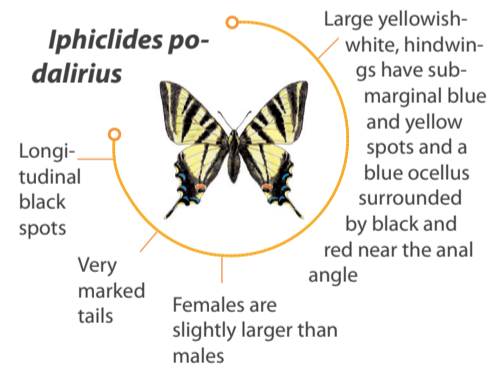 Iphiclides po-
dalirius
Large yellowish-
white, hindwin-
gs have sub-
marginal blue
and yellow
spots and a
blue ocellus
surrounded
by black and
red near the anal
angle
Longi-
tudinal
black
spots
Very
marked
tails
Females are
slightly larger than
males